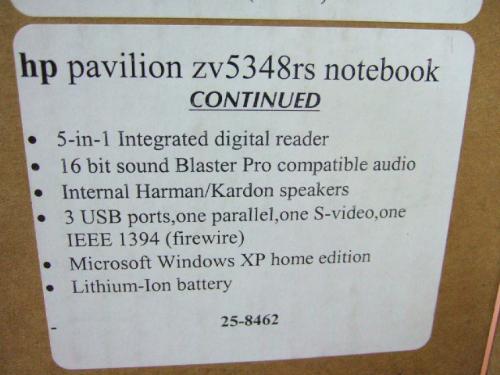 hp pavilion zv5348rs notebook
CONTINUED
• 5-in-1 Integrated digital reader
• 16 bit sound Blaster Pro compatible audio
• Internal Harman/Kardon speakers
• 3 USB ports,one parallel,one S-video,one
IEEE 1394 (firewire)
• Microsoft Windows XP home edition
• Lithium-Ion battery
25-8462